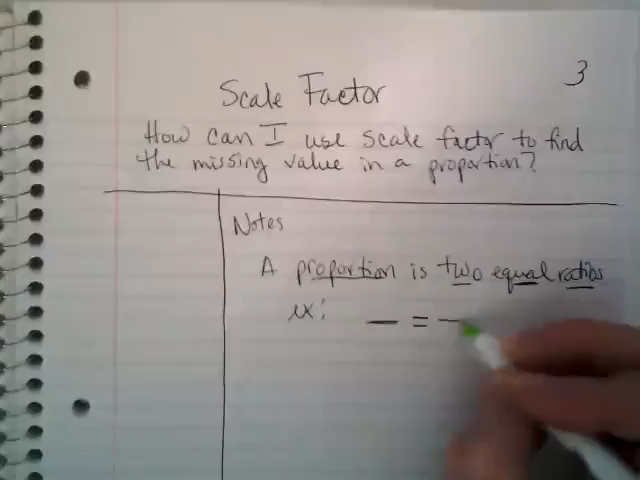 3
Scale Factor
How can I use scale factor to find
the missing value in a proportion?
Notes
A proportion is two equal ratios
ex: — = —